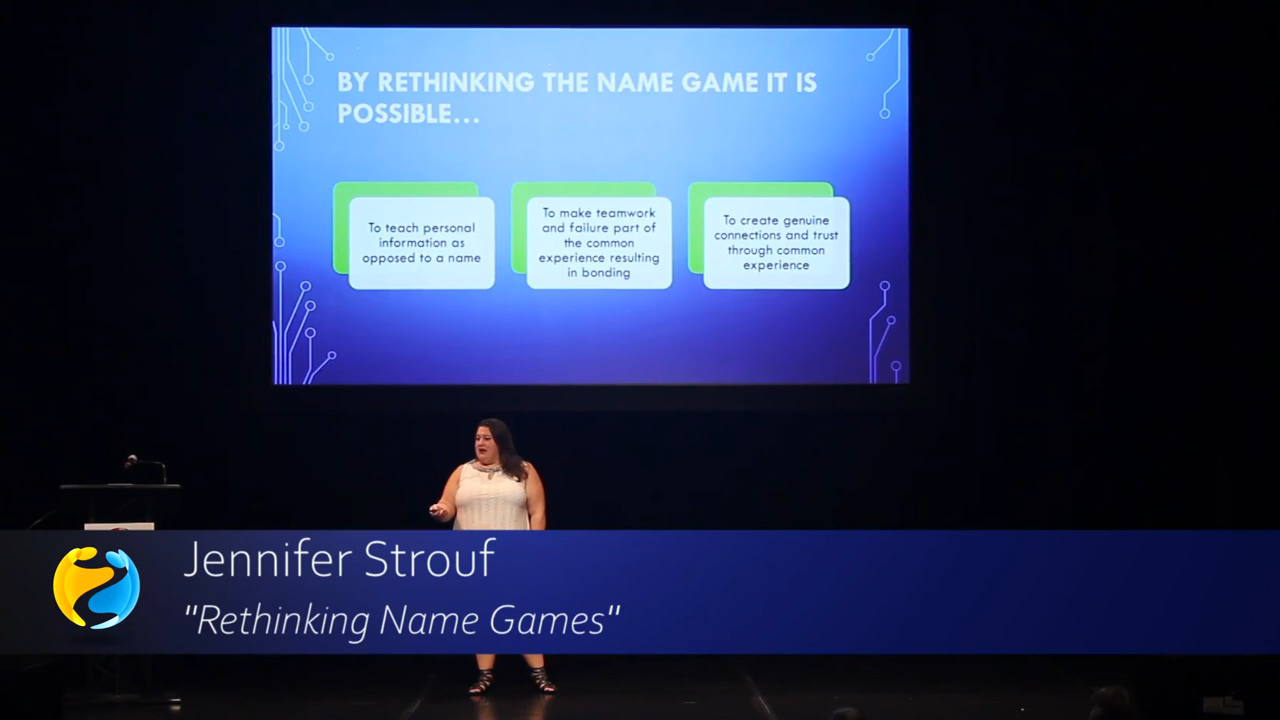 BY RETHINKING THE NAME GAME IT IS
POSSIBLE...
To teach personal
information as
opposed to a name
To make teamwork
and failure part of
the common
experience resulting
in bonding
To create genuine
connections and trust
through common
experience
Jennifer Strouf
"Rethinking Name Games"